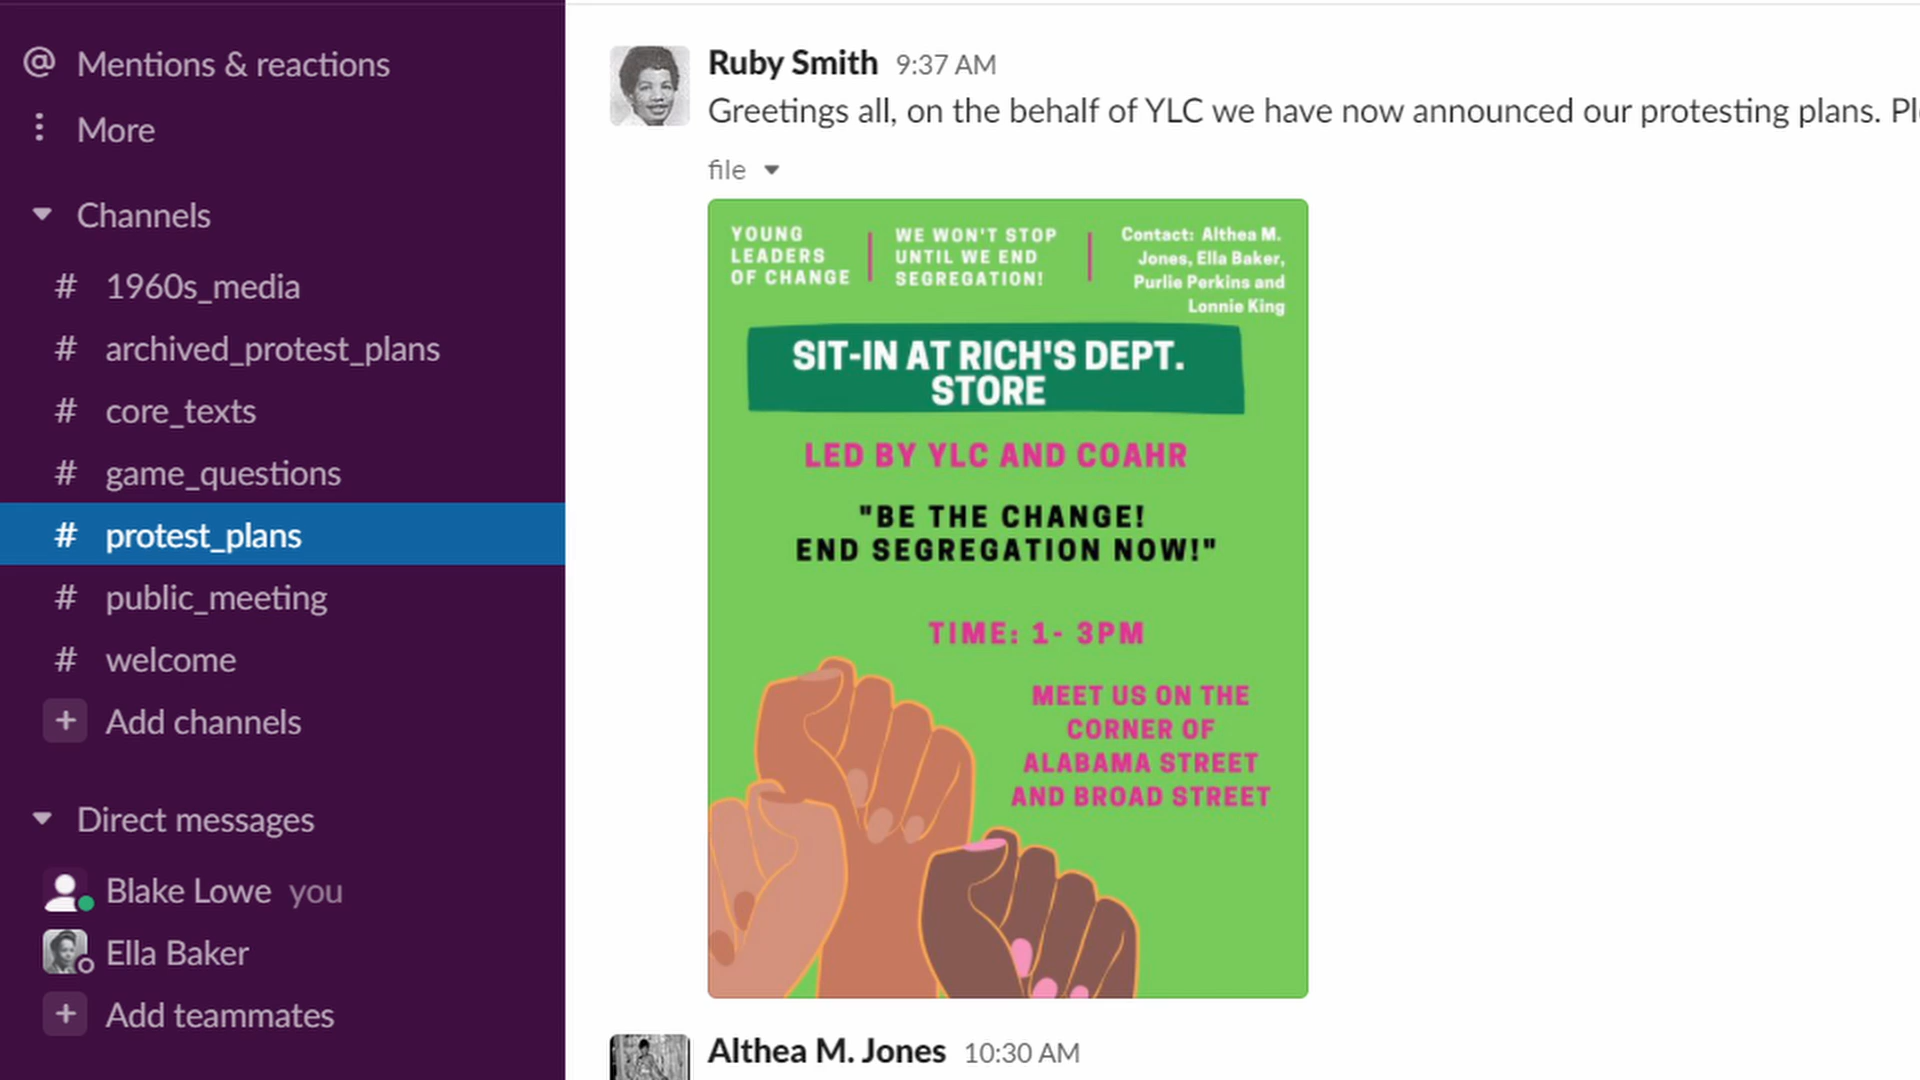 @ Mentions & reactions
More
Channels
# 1960s_media
# archived_protest_plans
# core_texts
# game_questions
# protest_plans
# public_meeting
# welcome
+ Add channels
Direct messages
Blake Lowe you
Ella Baker
+ Add teammates
Ruby Smith 9:37 AM
Greetings all, on the behalf of YLC we have now announced our protesting plans.
file
YOUNG
LEADERS
OF CHANGE
WE WON'T STOP
UNTIL WE END
SEGREGATION!
Contact: Althea M.
Jones, Ella Baker,
Purlie Perkins and
Lonnie King
SIT-IN AT RICH'S DEPT.
STORE
LED BY YLC AND COAHR
"BE THE CHANGE!
END SEGREGATION NOW!"
TIME: 1- 3PM
MEET US ON THE
CORNER OF
ALABAMA STREET
AND BROAD STREET
Althea M. Jones 10:30 AM